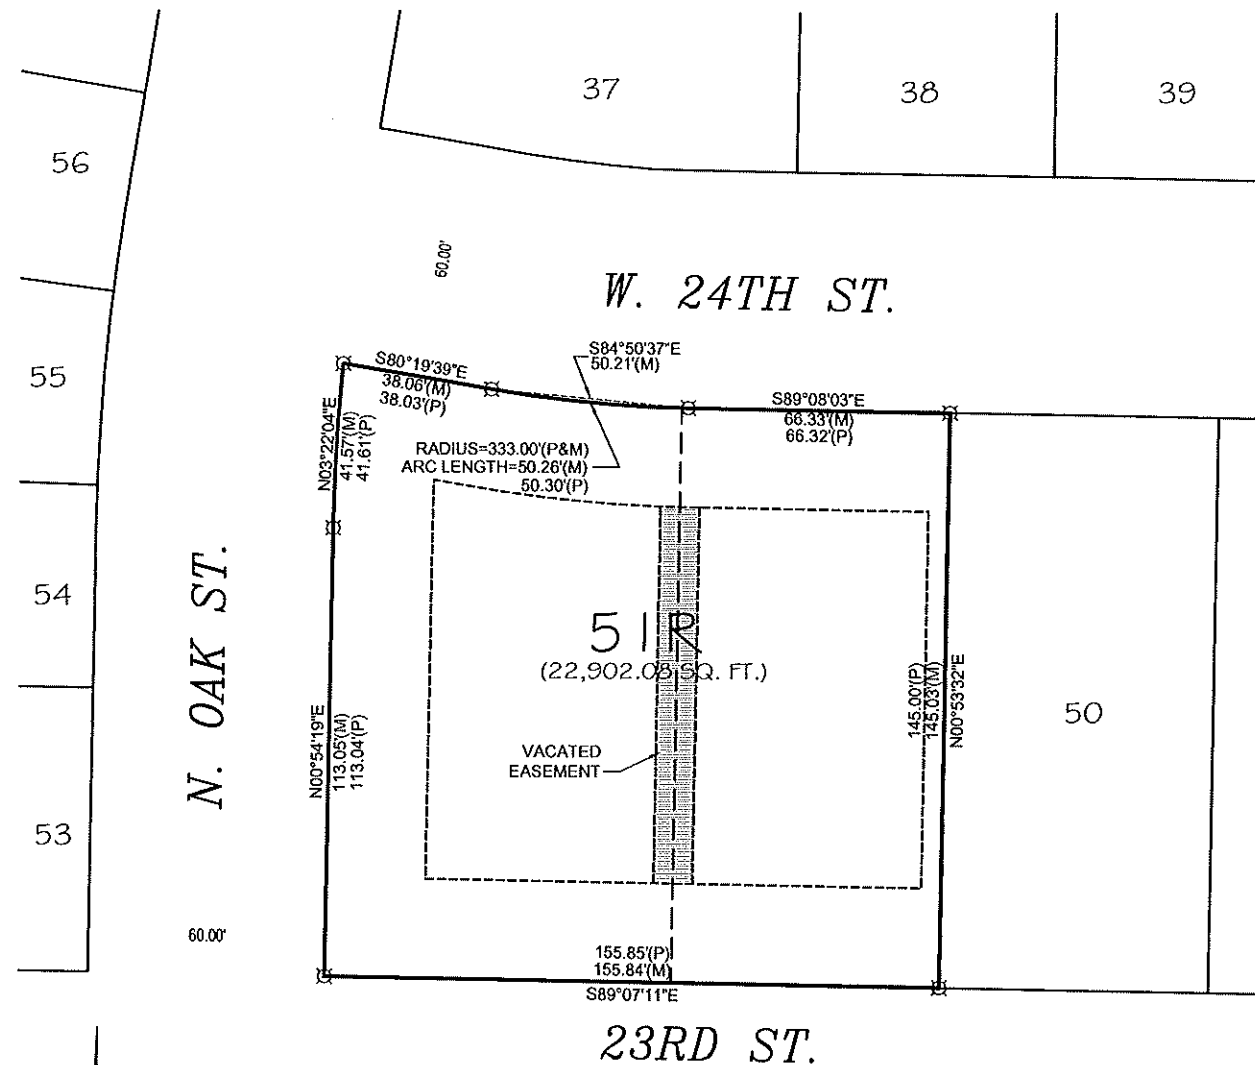 37
38
39
56
60.00'
W. 24TH ST.
55
S80°19'39"E
38.06'(M)
38.03'(P)
S84°50'37"E
50.21'(M)
S89°08'03"E
66.33'(M)
66.32'(P)
N03°22'04"E
41.57'(M)
41.61'(P)
RADIUS=333.00'(P&M)
ARC LENGTH=50.26'(M)
50.30'(P)
54
N. OAK ST.
51R
(22,902.08 SQ. FT.)
145.00'(P)
145.03'(M)
N00°53'32"E
50
N00°54'19"E
113.05'(M)
113.04'(P)
VACATED
EASEMENT
53
60.00'
155.85'(P)
155.84'(M)
S89°07'11"E
23RD ST.